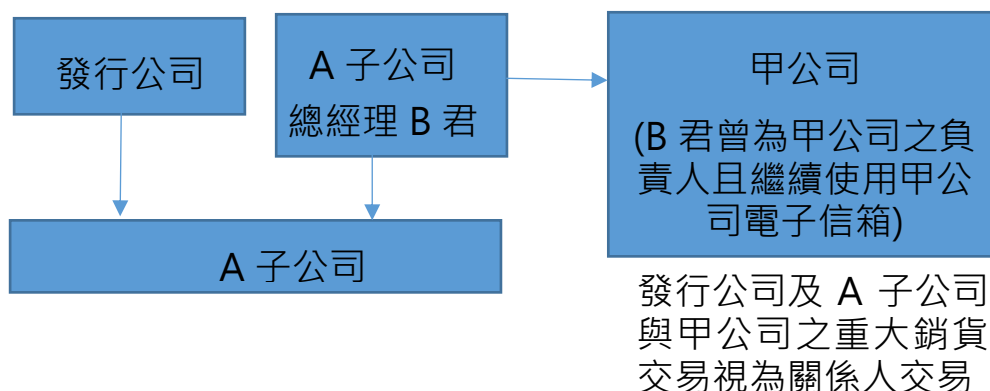 發行公司
A 子公司
總經理 B 君
甲公司
(B 君曾為甲公司之負
責人且繼續使用甲公
司電子信箱)
A 子公司
發行公司及 A 子公司
與甲公司之重大銷貨
交易視為關係人交易